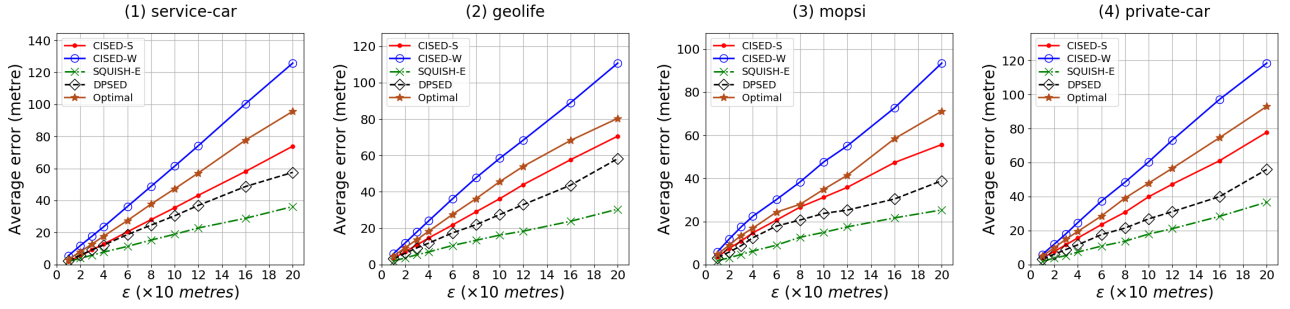 (1) service-car
Average error (metre)
140
120
100
80
60
40
20
0
CISED-S
CISED-W
SQUISH-E
DPSED
Optimal
0 2 4 6 8 10 12 14 16 18 20
ε (×10 metres)
(2) geolife
Average error (metre)
120
100
80
60
40
20
0
CISED-S
CISED-W
SQUISH-E
DPSED
Optimal
0 2 4 6 8 10 12 14 16 18 20
ε (×10 metres)
(3) mopsi
Average error (metre)
100
80
60
40
20
0
CISED-S
CISED-W
SQUISH-E
DPSED
Optimal
0 2 4 6 8 10 12 14 16 18 20
ε (×10 metres)
(4) private-car
Average error (metre)
120
100
80
60
40
20
0
CISED-S
CISED-W
SQUISH-E
DPSED
Optimal
0 2 4 6 8 10 12 14 16 18 20
ε (×10 metres)